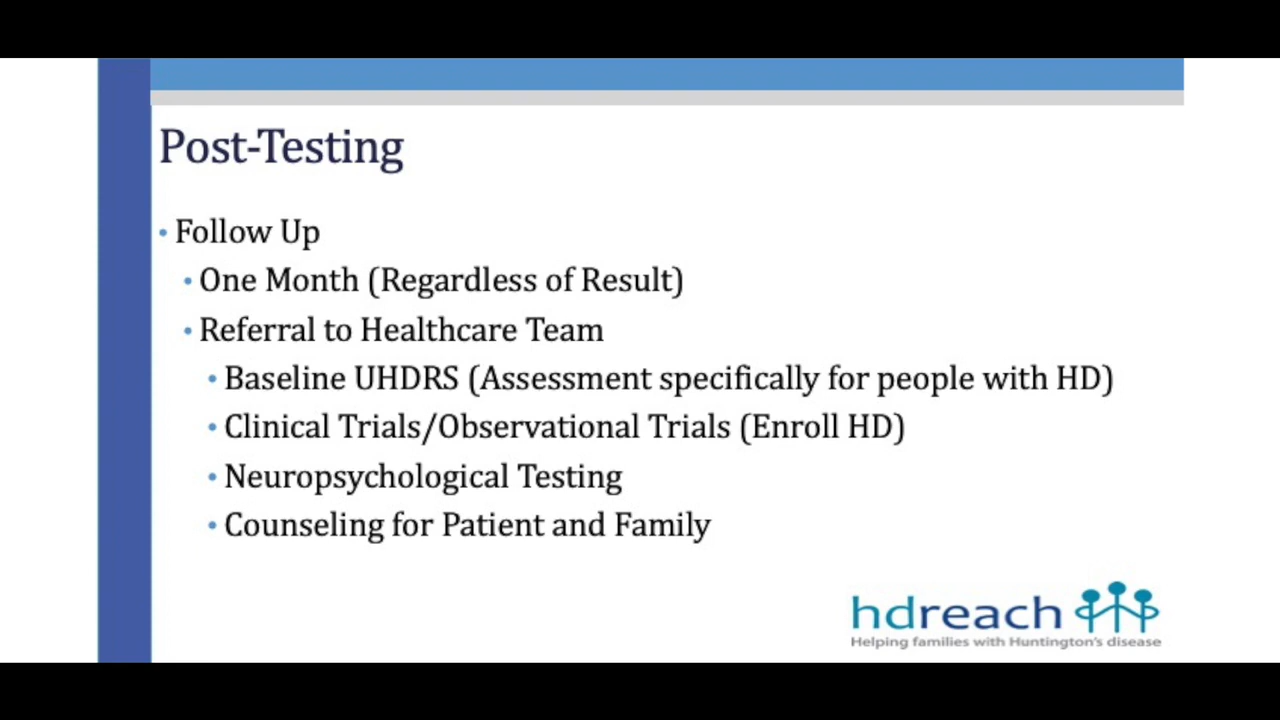 Post-Testing
• Follow Up
• One Month (Regardless of Result)
• Referral to Healthcare Team
• Baseline UHDRS (Assessment specifically for people with HD)
• Clinical Trials/Observational Trials (Enroll HD)
• Neuropsychological Testing
• Counseling for Patient and Family
hdreach
Helping families with Huntington's disease